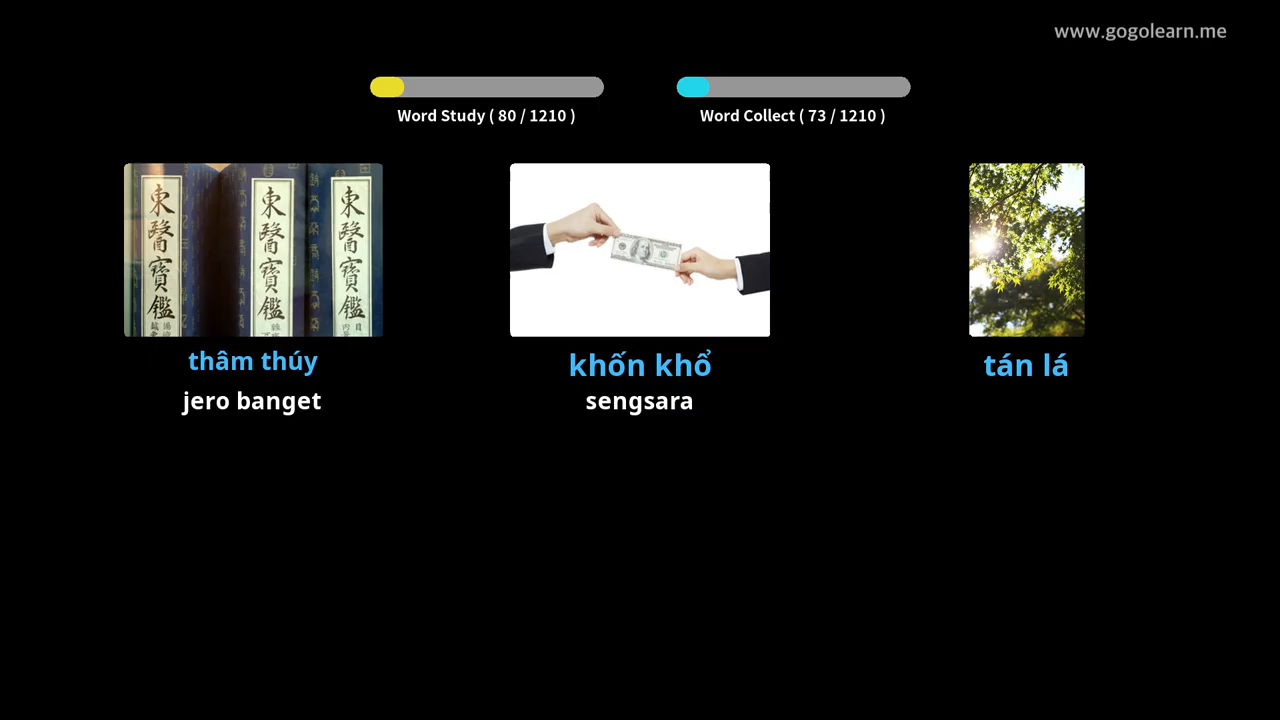 www.gogolearn.me
Word Study ( 80 / 1210 )
Word Collect ( 73 / 1210 )
東醫寶鑑
東醫寶鑑
東醫寶鑑
thâm thúy
jero banget
khốn khổ
sengsara
tán lá